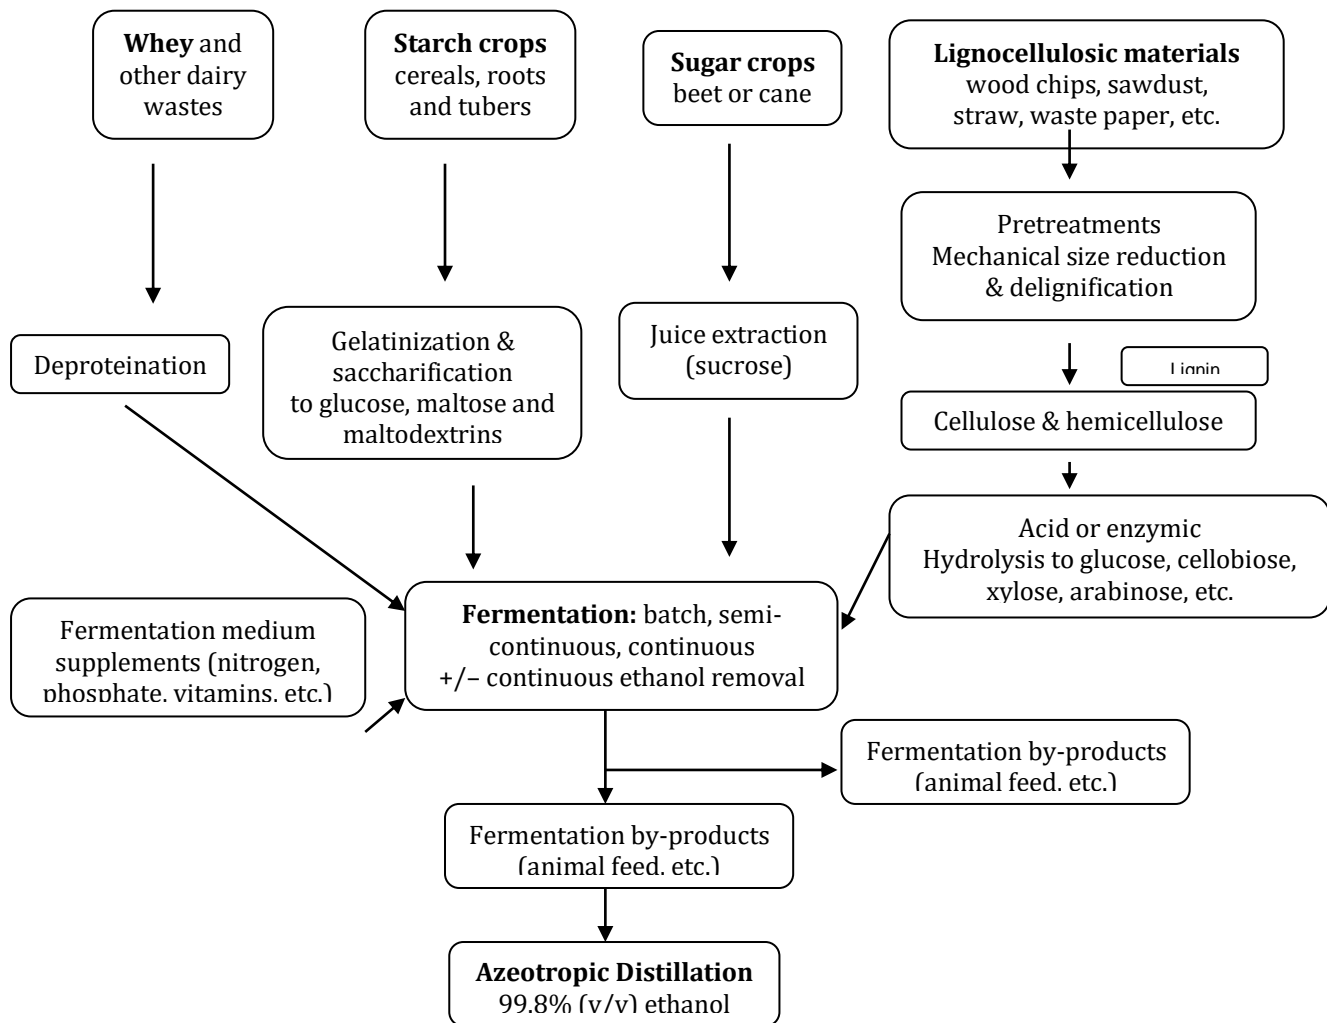 Whey and
other dairy
wastes
Starch crops
cereals, roots
and tubers
Sugar crops
beet or cane
Lignocellulosic materials
wood chips, sawdust,
straw, waste paper, etc.
Pretreatments
Mechanical size reduction
& delignification
Deproteination
Gelatinization &
saccharification
to glucose, maltose and
maltodextrins
Juice extraction
(sucrose)
Lignin
Cellulose & hemicellulose
Acid or enzymic
Hydrolysis to glucose, cellobiose,
xylose, arabinose, etc.
Fermentation medium
supplements (nitrogen,
phosphate, vitamins, etc.)
Fermentation: batch, semi-
continuous, continuous
+/– continuous ethanol removal
Fermentation by-products
(animal feed, etc.)
Fermentation by-products
(animal feed, etc.)
Azeotropic Distillation
99.8% (v/v) ethanol